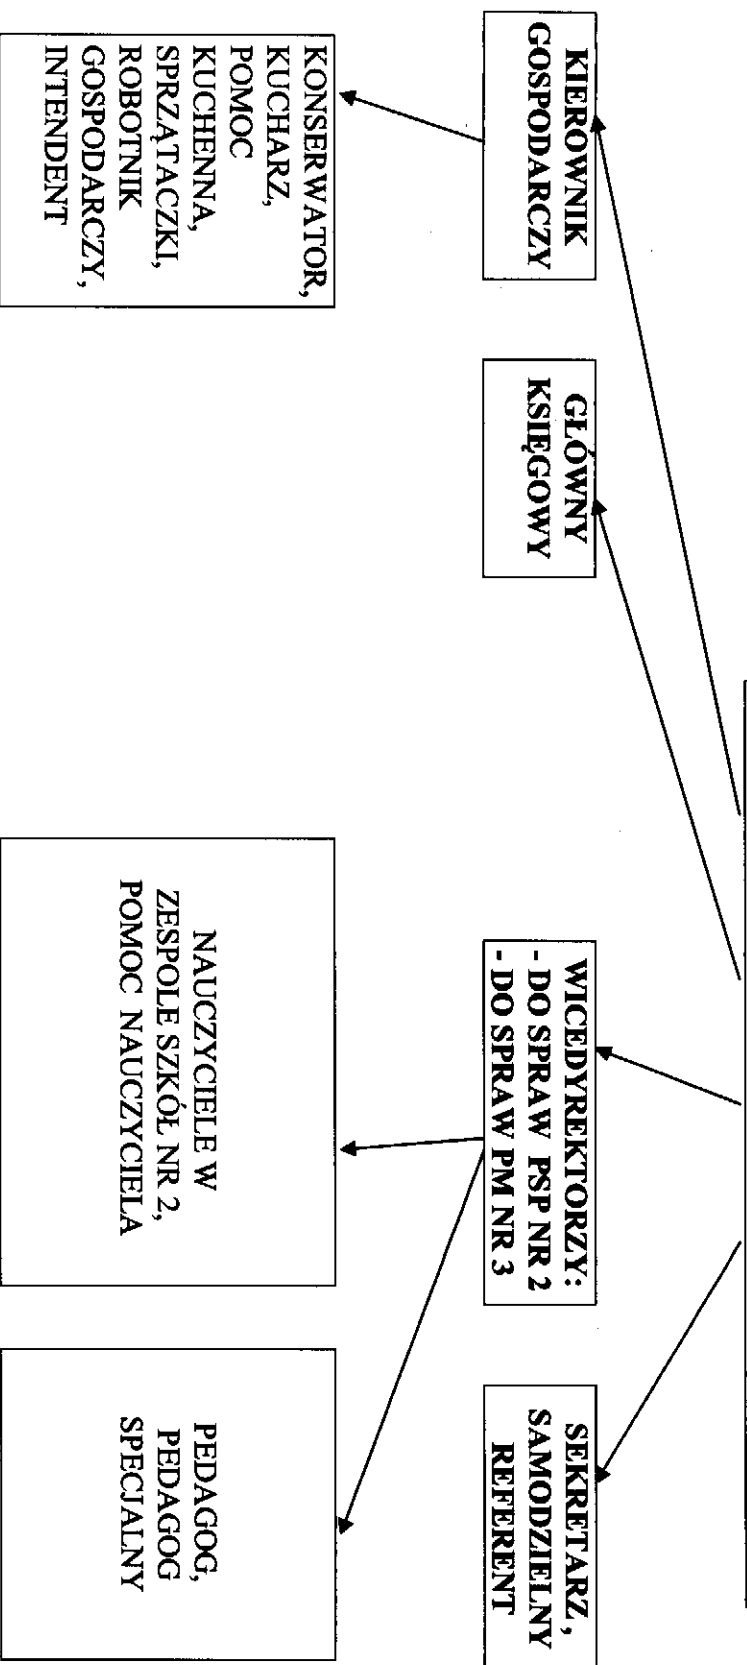 KIEROWNIK
GOSPODARCZY
GŁÓWNY
KSIĘGOWY
WICEDYREKTORZY:
- DO SPRAW PSP NR 2
- DO SPRAW PM NR 3
SEKRETARZ,
SAMODZIELNY
REFERENT
KONSERWATOR,
KUCHARZ,
POMOC
KUCHENNA,
SPRZĄTACZKI,
ROBOTNIK
GOSPODARCZY,
INTENDENT
NAUCZYCIELE W
ZESPOLE SZKÓŁ NR 2,
POMOC NAUCZYCIELA
PEDAGOG,
PEDAGOG
SPECJALNY